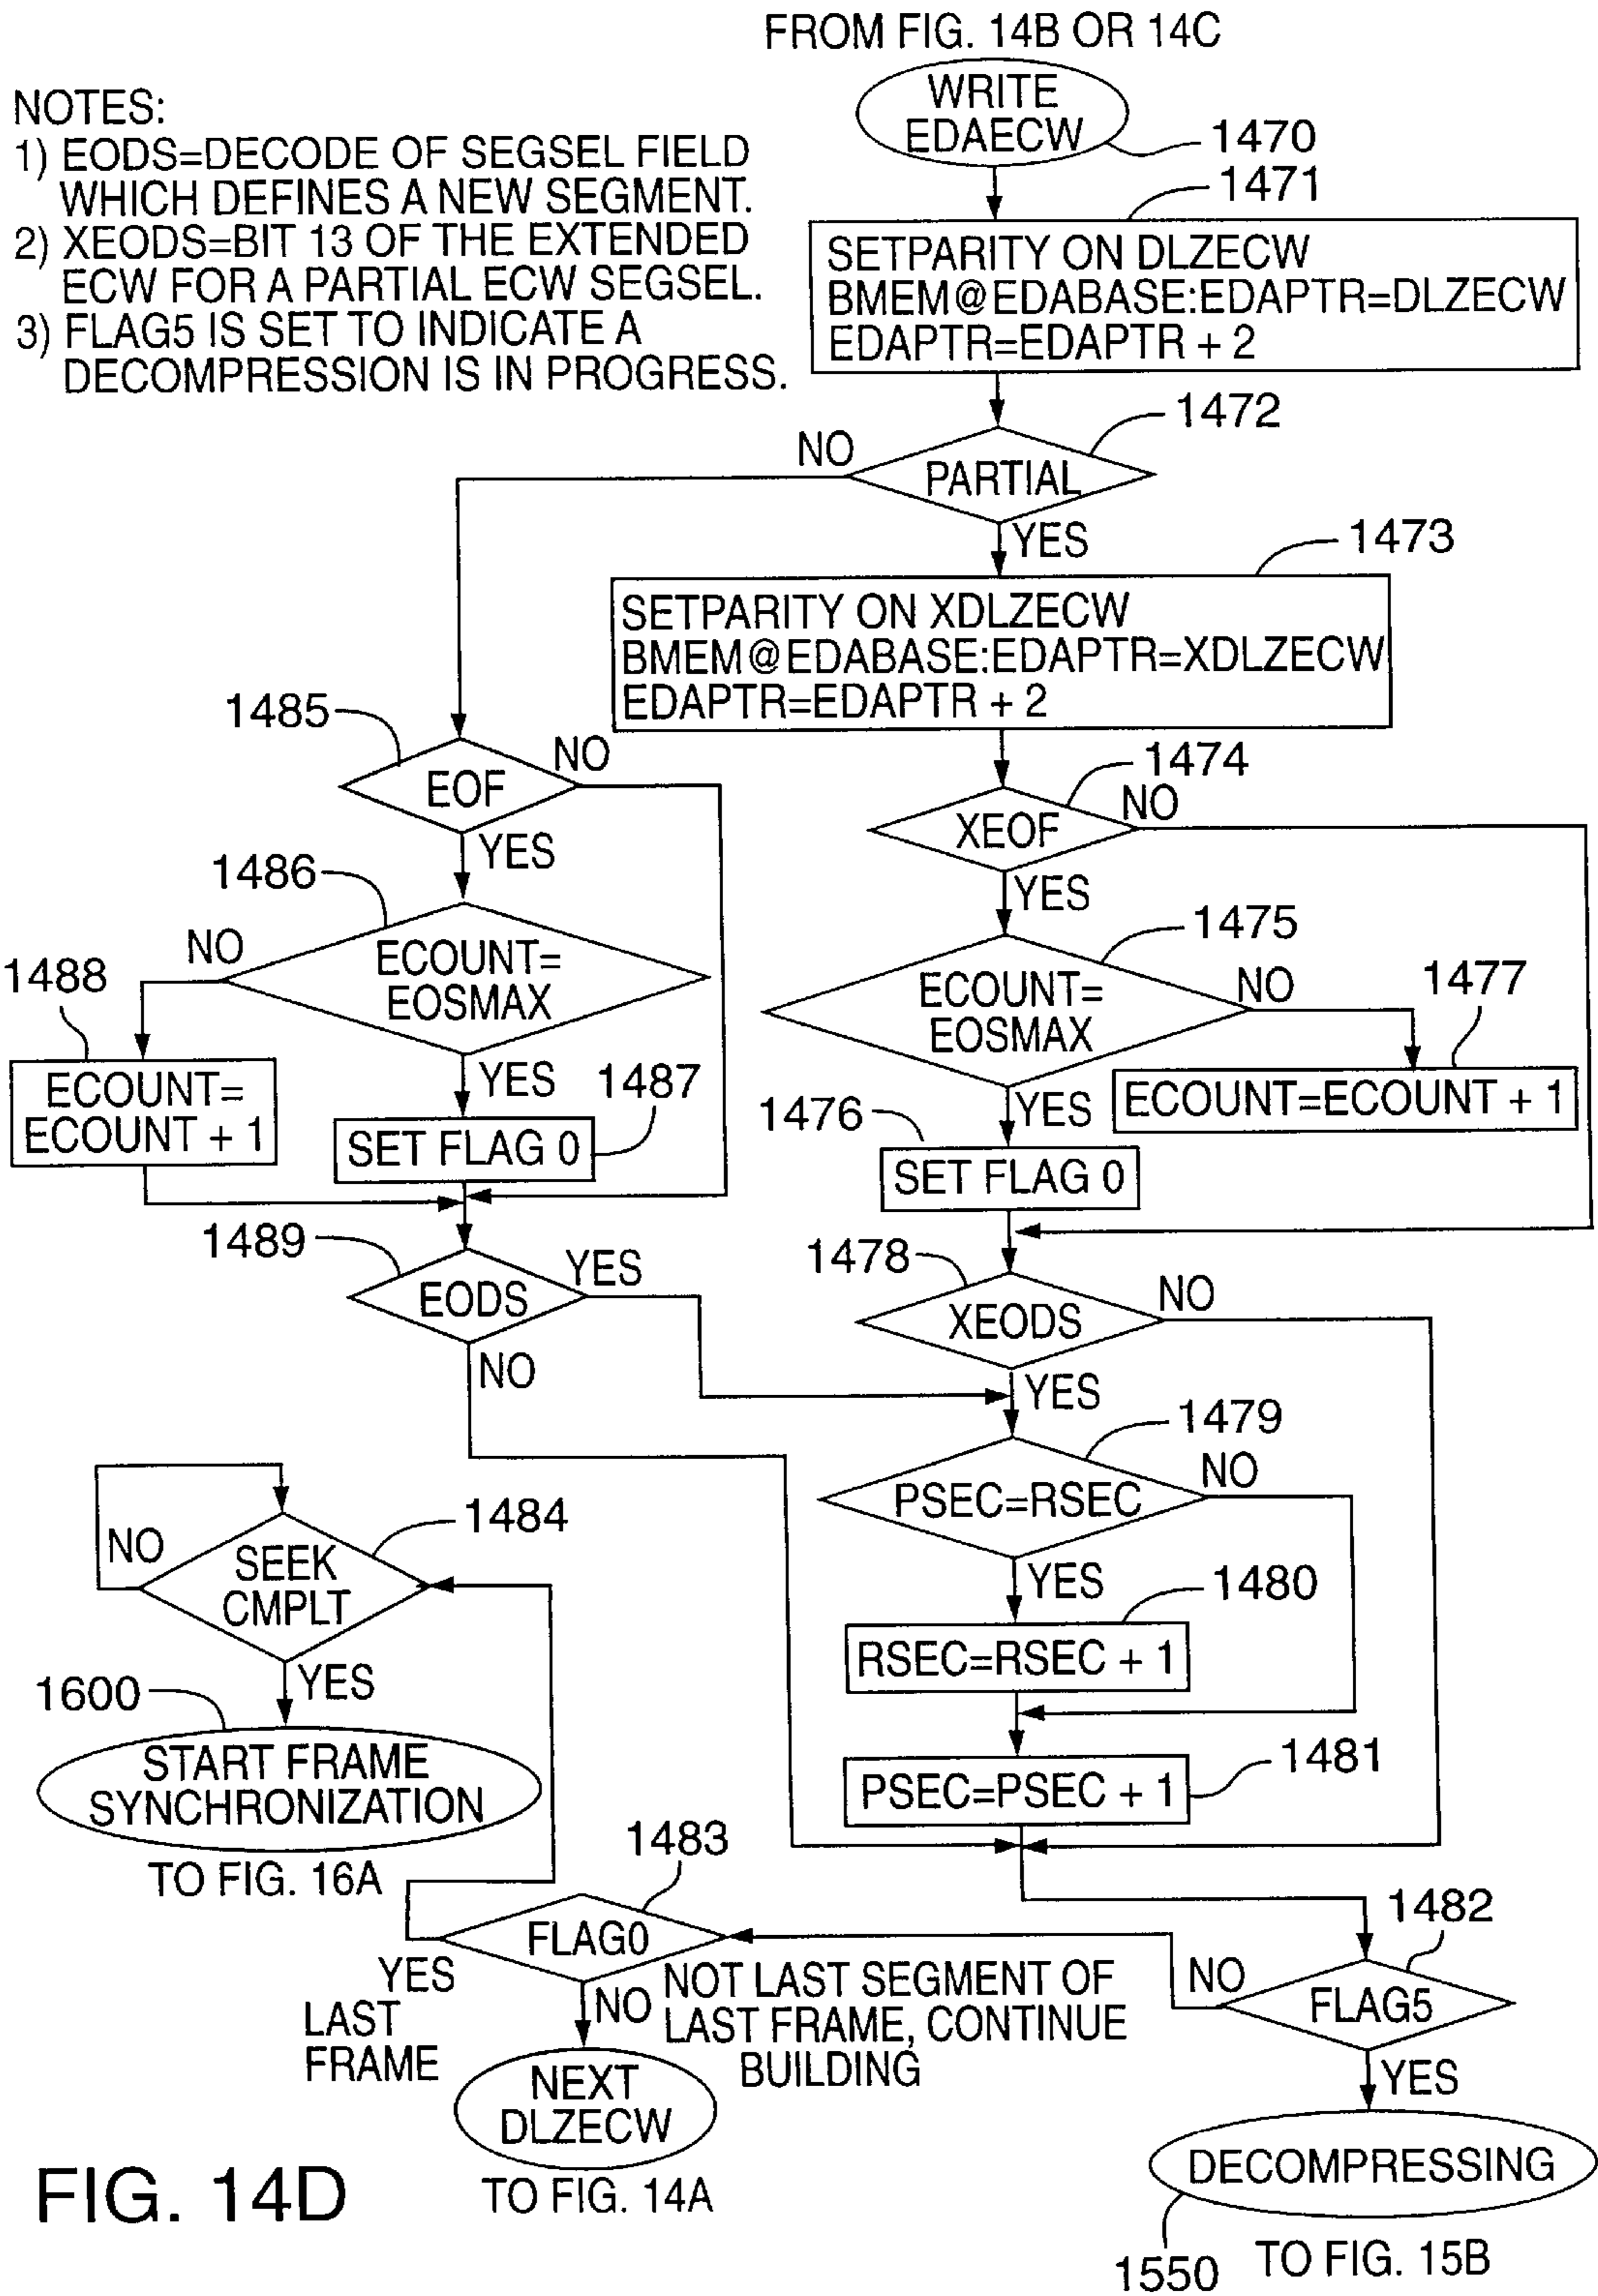 FROM FIG. 14B OR 14C
NOTES:
1) EODS=DECODE OF SEGSEL FIELD
WHICH DEFINES A NEW SEGMENT.
2) XEODS=BIT 13 OF THE EXTENDED
ECW FOR A PARTIAL ECW SEGSEL.
3) FLAG5 IS SET TO INDICATE A
DECOMPRESSION IS IN PROGRESS.
WRITE
EDAECW
1470
1471
SETPARITY ON DLZECW
BMEM@EDABASE:EDAPTR=DLZECW
EDAPTR=EDAPTR + 2
1472
NO
PARTIAL
YES
1473
SETPARITY ON XDLZECW
BMEM@EDABASE:EDAPTR=XDLZECW
EDAPTR=EDAPTR + 2
1485
NO
EOF
YES
1474
NO
XEOF
YES
1486
NO
ECOUNT=
EOSMAX
YES
1488
ECOUNT=
ECOUNT + 1
1487
SET FLAG 0
1475
ECOUNT=
EOSMAX
NO
1477
YES
ECOUNT=ECOUNT + 1
1476
SET FLAG 0
1489
YES
EODS
NO
1478
NO
XEODS
YES
1479
NO
PSEC=RSEC
YES
1480
RSEC=RSEC + 1
1481
PSEC=PSEC + 1
1484
NO
SEEK
CMPLT
YES
1600
START FRAME
SYNCHRONIZATION
TO FIG. 16A
1483
FLAG0
YES
LAST
FRAME
NO
NOT LAST SEGMENT OF
LAST FRAME, CONTINUE
BUILDING
NEXT
DLZECW
TO FIG. 14A
1482
NO
FLAG5
YES
DECOMPRESSING
1550
TO FIG. 15B
FIG. 14D